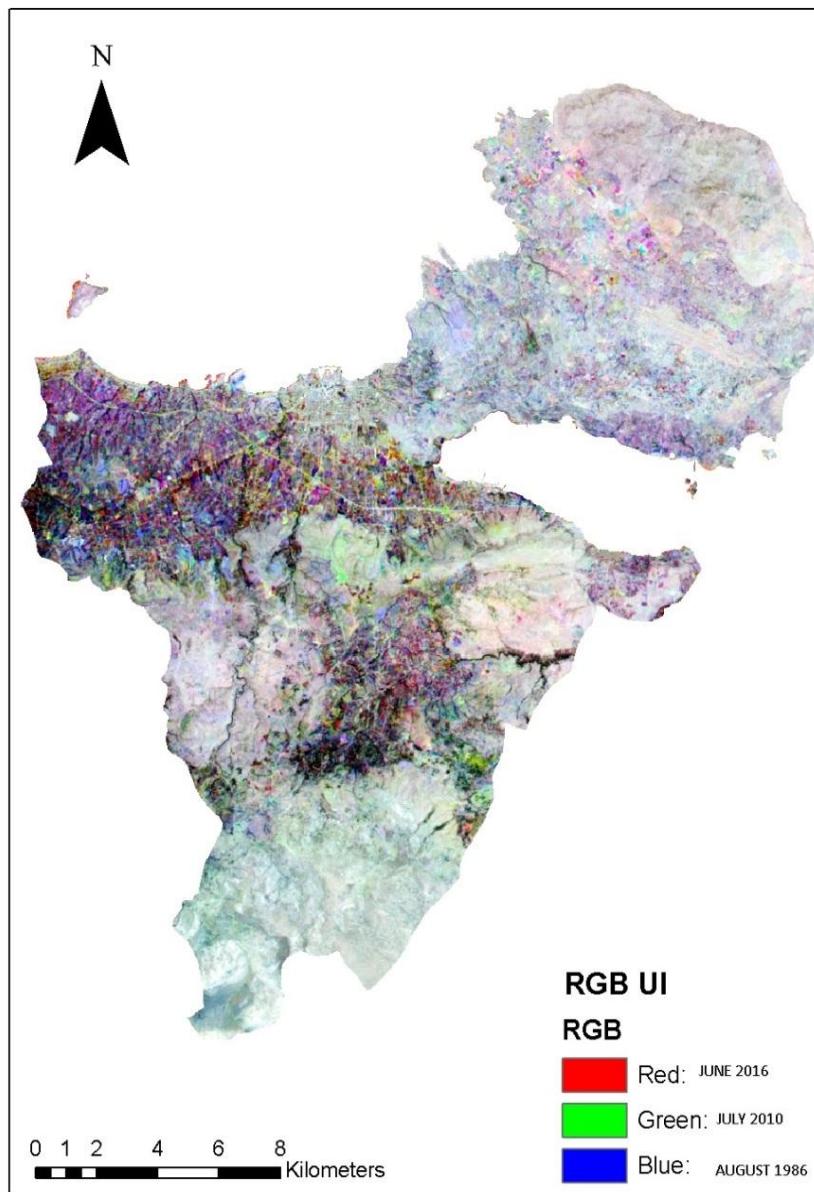 N
RGB UI
RGB
Red: JUNE 2016
Green: JULY 2010
Blue: AUGUST 1986
0 1 2 4 6 8
Kilometers